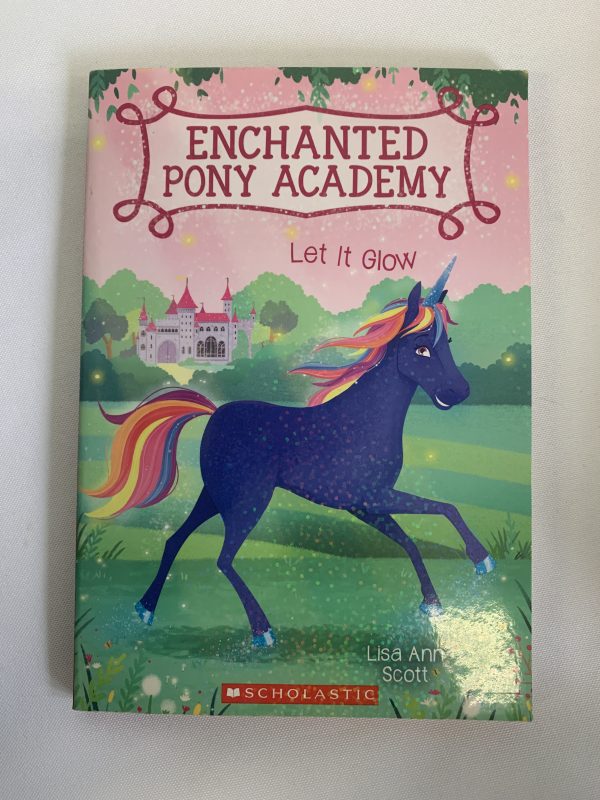 ENCHANTED
PONY ACADEMY
Let It Glow
Lisa Ann
Scott
SCHOLASTIC